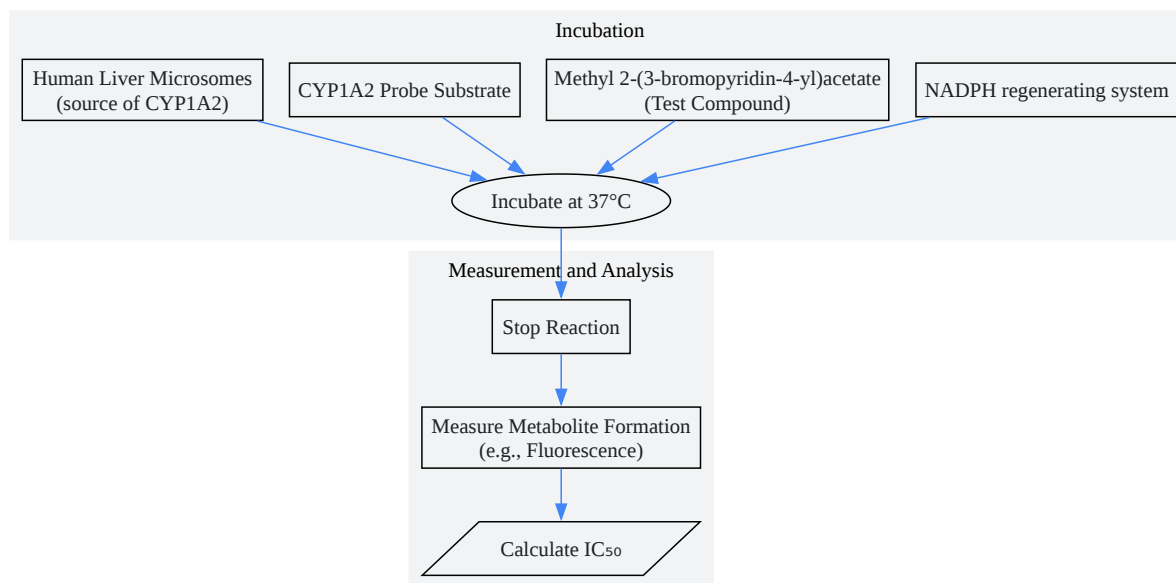 Incubation
Human Liver Microsomes
(source of CYP1A2)
CYP1A2 Probe Substrate
Methyl 2-(3-bromopyridin-4-yl)acetate
(Test Compound)
NADPH regenerating system
Incubate at 37°C
Measurement and Analysis
Stop Reaction
Measure Metabolite Formation
(e.g., Fluorescence)
Calculate IC₅₀